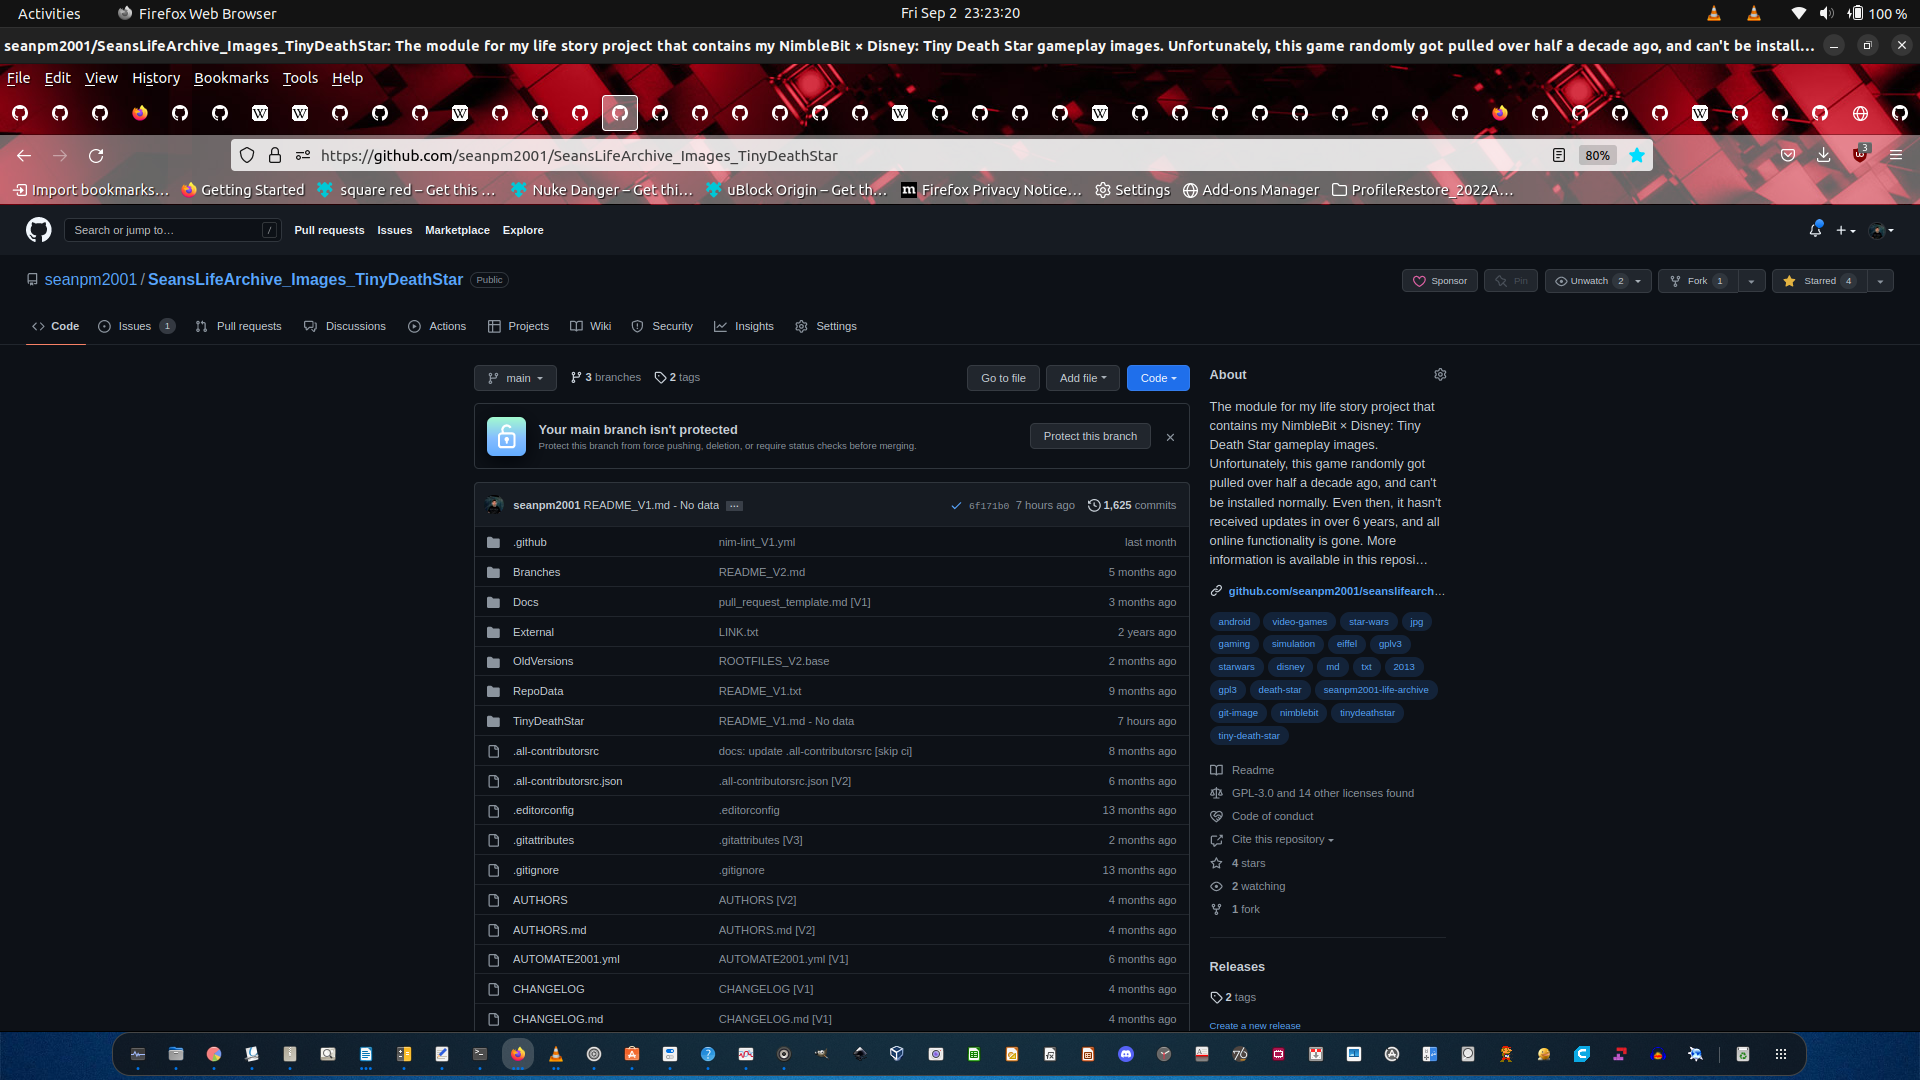 Activities
Firefox Web Browser
Fri Sep 2 23:23:20
100 %
seanpm2001/SeansLifeArchive_Images_TinyDeathStar: The module for my life story project that contains my NimbleBit × Disney: Tiny Death Star gameplay images. Unfortunately, this game randomly got pulled over half a decade ago, and can't be install…
File Edit View History Bookmarks Tools Help
https://github.com/seanpm2001/SeansLifeArchive_Images_TinyDeathStar
80%
3
Import bookmarks…
Getting Started
square red – Get this …
Nuke Danger – Get thi…
uBlock Origin – Get th…
Firefox Privacy Notice…
Settings
Add-ons Manager
ProfileRestore_2022A…
Search or jump to…
/
Pull requests
Issues
Marketplace
Explore
seanpm2001 / SeansLifeArchive_Images_TinyDeathStar Public
Sponsor
Pin
Unwatch 2
Fork 1
Starred 4
Code
Issues 1
Pull requests
Discussions
Actions
Projects
Wiki
Security
Insights
Settings
main
3 branches
2 tags
Go to file
Add file
Code
Your main branch isn't protected
Protect this branch from force pushing, deletion, or require status checks before merging.
Protect this branch
seanpm2001 README_V1.md - No data …
6f171b0 7 hours ago
1,625 commits
.github nim-lint_V1.yml last month
Branches README_V2.md 5 months ago
Docs pull_request_template.md [V1] 3 months ago
External LINK.txt 2 years ago
OldVersions ROOTFILES_V2.base 2 months ago
RepoData README_V1.txt 9 months ago
TinyDeathStar README_V1.md - No data 7 hours ago
.all-contributorsrc docs: update .all-contributorsrc [skip ci] 8 months ago
.all-contributorsrc.json .all-contributorsrc.json [V2] 6 months ago
.editorconfig .editorconfig 13 months ago
.gitattributes .gitattributes [V3] 2 months ago
.gitignore .gitignore 13 months ago
AUTHORS AUTHORS [V2] 4 months ago
AUTHORS.md AUTHORS.md [V2] 4 months ago
AUTOMATE2001.yml AUTOMATE2001.yml [V1] 6 months ago
CHANGELOG CHANGELOG [V1] 4 months ago
CHANGELOG.md CHANGELOG.md [V1] 4 months ago
About
The module for my life story project that
contains my NimbleBit × Disney: Tiny
Death Star gameplay images.
Unfortunately, this game randomly got
pulled over half a decade ago, and can't
be installed normally. Even then, it hasn't
received updates in over 6 years, and all
online functionality is gone. More
information is available in this reposi…
github.com/seanpm2001/seanslifearch…
android video-games star-wars jpg
gaming simulation eiffel gplv3
starwars disney md txt 2013
gpl3 death-star seanpm2001-life-archive
git-image nimblebit tinydeathstar
tiny-death-star
Readme
GPL-3.0 and 14 other licenses found
Code of conduct
Cite this repository
4 stars
2 watching
1 fork
Releases
2 tags
Create a new release